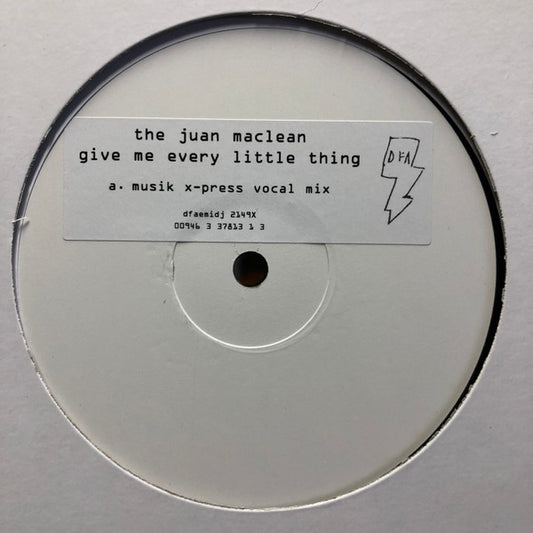 the juan maclean
give me every little thing
DFA
a. musik x-press vocal mix
dfaemidj 2149X
00946 3 37813 1 3